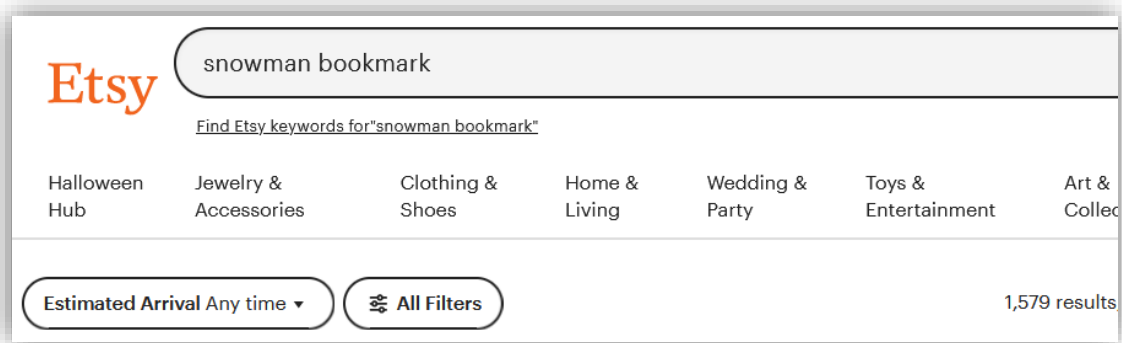 Etsy
snowman bookmark
Find Etsy keywords for"snowman bookmark"
Halloween Hub
Jewelry & Accessories
Clothing & Shoes
Home & Living
Wedding & Party
Toys & Entertainment
Art &
Estimated Arrival Any time
All Filters
1,579 results